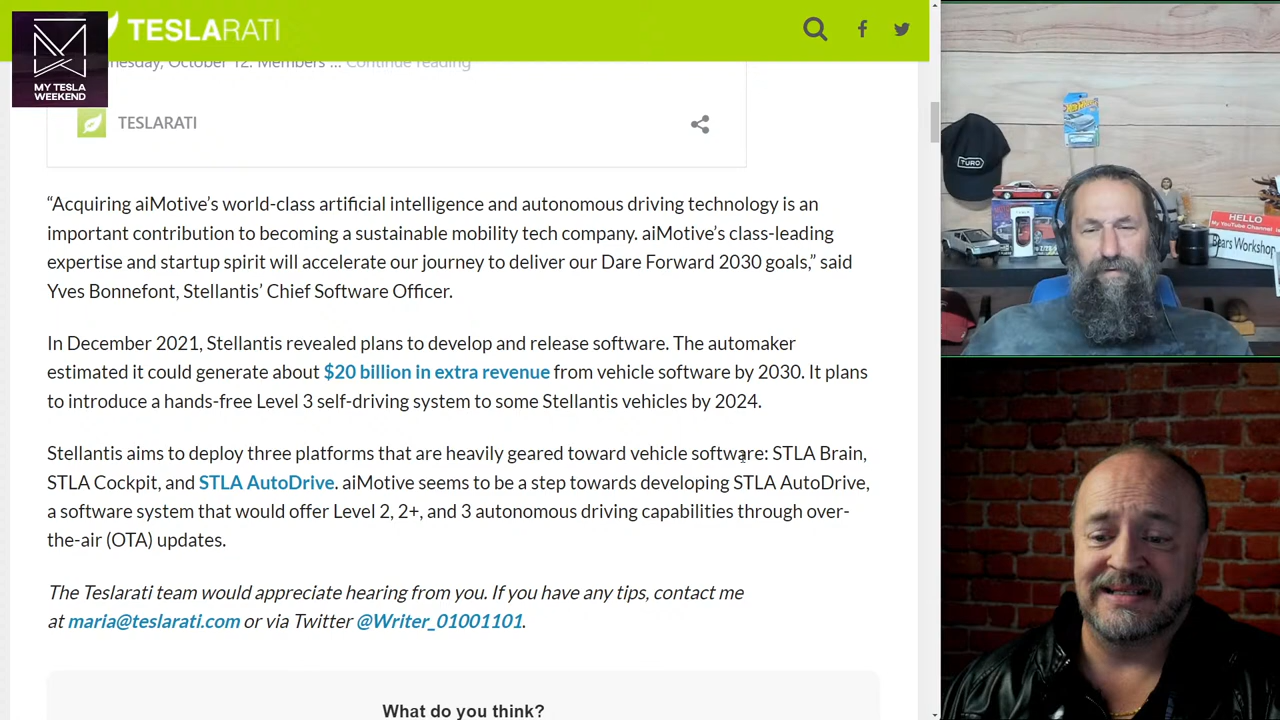 TESLARATI
MY TESLA
WEEKEND
nesday, October 12. Members ... Continue reading
TESLARATI
“Acquiring aiMotive’s world-class artificial intelligence and autonomous driving technology is an
important contribution to becoming a sustainable mobility tech company. aiMotive’s class-leading
expertise and startup spirit will accelerate our journey to deliver our Dare Forward 2030 goals,” said
Yves Bonnefont, Stellantis’ Chief Software Officer.
In December 2021, Stellantis revealed plans to develop and release software. The automaker
estimated it could generate about $20 billion in extra revenue from vehicle software by 2030. It plans
to introduce a hands-free Level 3 self-driving system to some Stellantis vehicles by 2024.
Stellantis aims to deploy three platforms that are heavily geared toward vehicle software: STLA Brain,
STLA Cockpit, and STLA AutoDrive. aiMotive seems to be a step towards developing STLA AutoDrive,
a software system that would offer Level 2, 2+, and 3 autonomous driving capabilities through over-
the-air (OTA) updates.
The Teslarati team would appreciate hearing from you. If you have any tips, contact me
at maria@teslarati.com or via Twitter @Writer_01001101.
What do you think?
Hot Wheels
TURO
HELLO
My YouTube Channel is
Bears Workshop